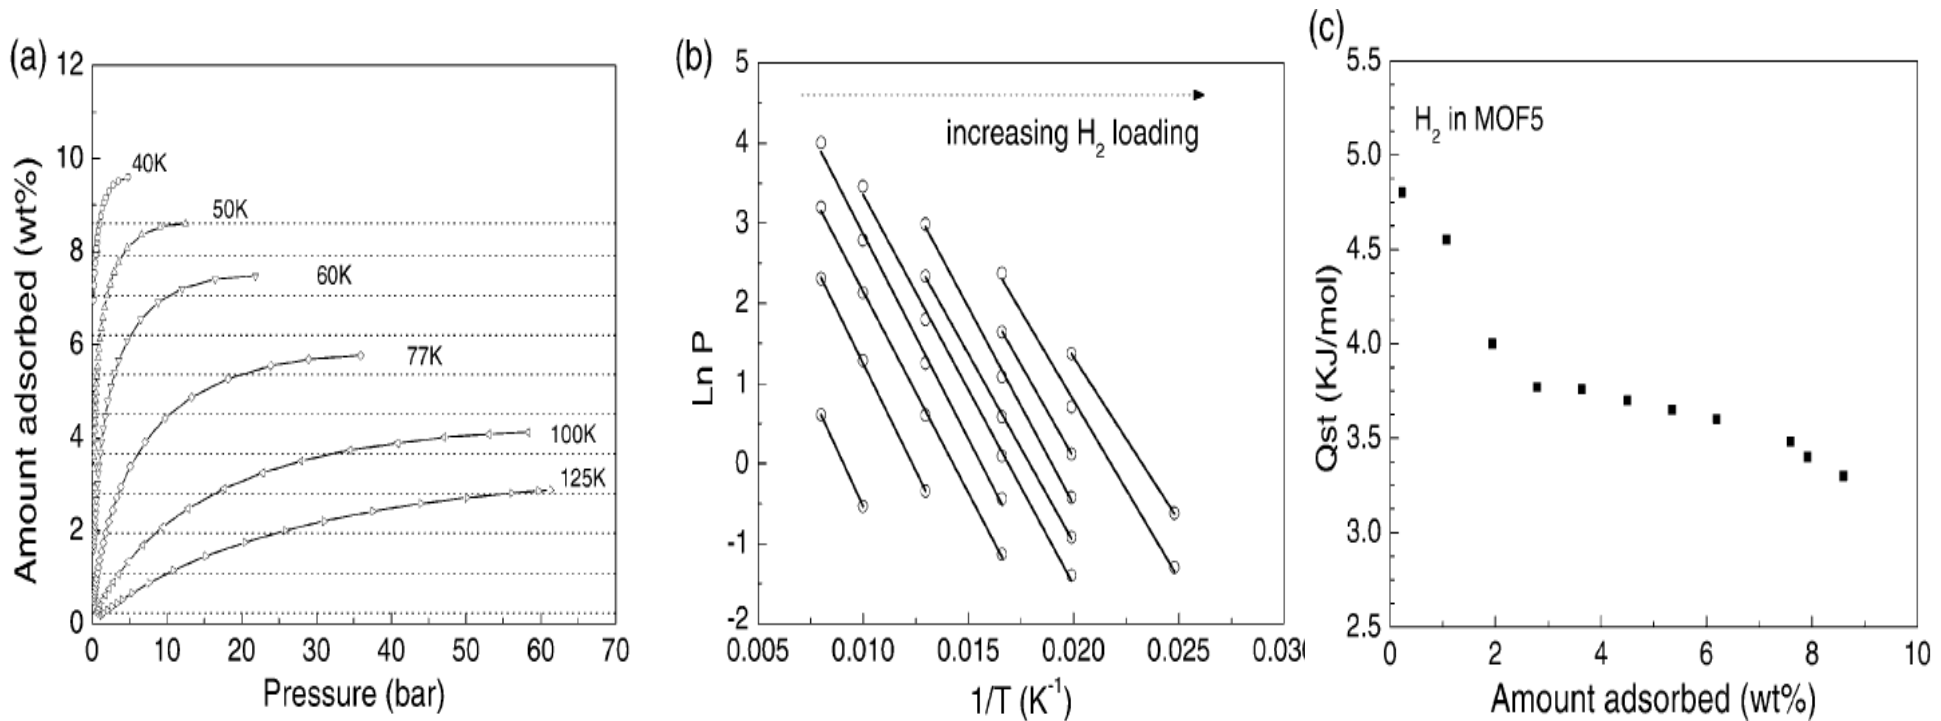 (a)
12
10
8
6
4
2
0
Amount adsorbed (wt%)
40K
50K
60K
77K
100K
125K
0 10 20 30 40 50 60 70
Pressure (bar)
(b)
5
4
3
2
1
0
-1
-2
Ln P
increasing H2 loading
0.005 0.010 0.015 0.020 0.025
1/T (K-1)
(c)
5.5
5.0
4.5
4.0
3.5
3.0
2.5
Qst (KJ/mol)
H2 in MOF5
0 2 4 6 8 10
Amount adsorbed (wt%)